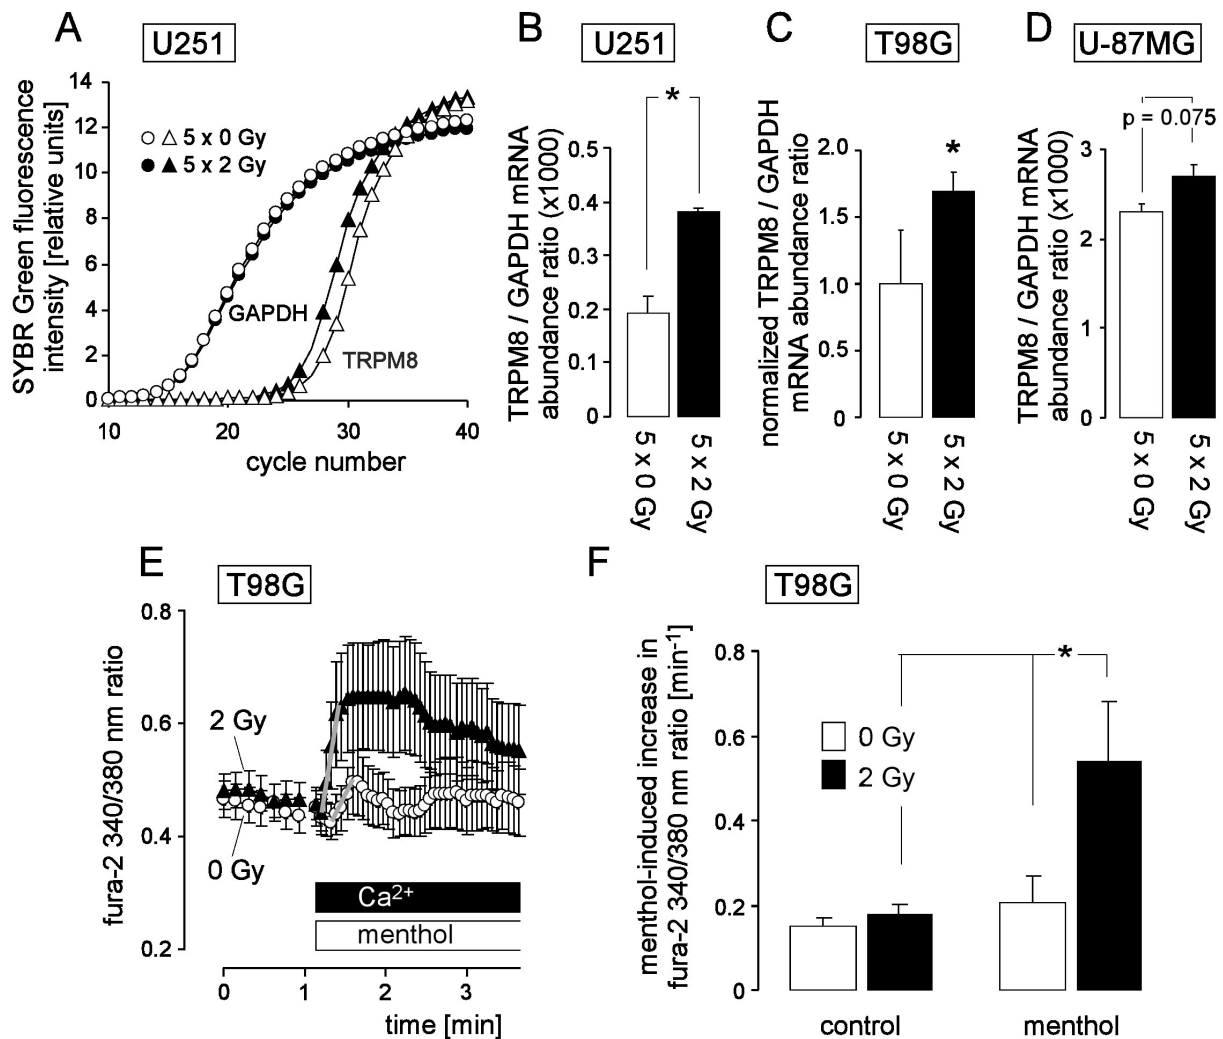 A
U251
SYBR Green fluorescence
intensity [relative units]
14
12
10
8
6
4
2
0
5 x 0 Gy
5 x 2 Gy
GAPDH
TRPM8
10
20
30
40
cycle number
B
U251
*
TRPM8 / GAPDH mRNA
abundance ratio (x1000)
0.5
0.4
0.3
0.2
0.1
0
5 x 0 Gy
5 x 2 Gy
C
T98G
*
normalized TRPM8 / GAPDH
mRNA abundance ratio
2.0
1.5
1.0
0.5
0.0
5 x 0 Gy
5 x 2 Gy
D
U-87MG
p = 0.075
TRPM8 / GAPDH mRNA
abundance ratio (x1000)
3
2
1
0
5 x 0 Gy
5 x 2 Gy
E
T98G
fura-2 340/380 nm ratio
0.8
0.6
0.4
0.2
2 Gy
0 Gy
Ca2+
menthol
0
1
2
3
time [min]
F
T98G
menthol-induced increase in
fura-2 340/380 nm ratio [min-1]
0.8
0.6
0.4
0.2
0
*
0 Gy
2 Gy
control
menthol